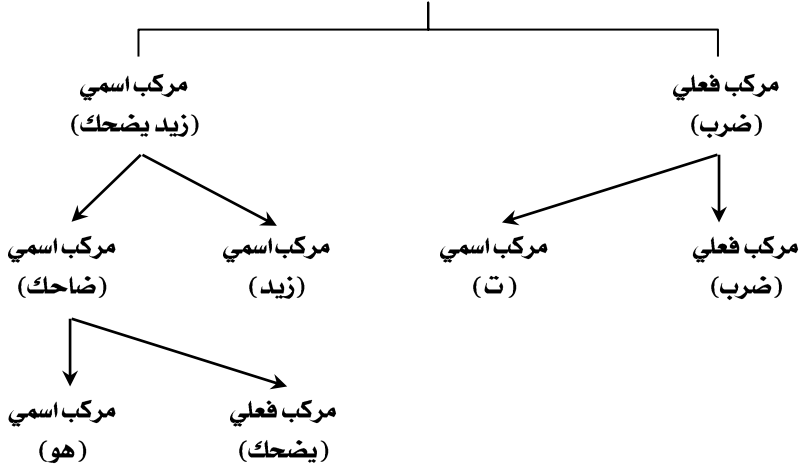 مركب فعلي
(ضرب)
مركب اسمي
(زيد يضحك)
مركب فعلي
(ضرب)
مركب اسمي
(ت)
مركب اسمي
(زيد)
مركب اسمي
(ضاحك)
مركب فعلي
(يضحك)
مركب اسمي
(هو)